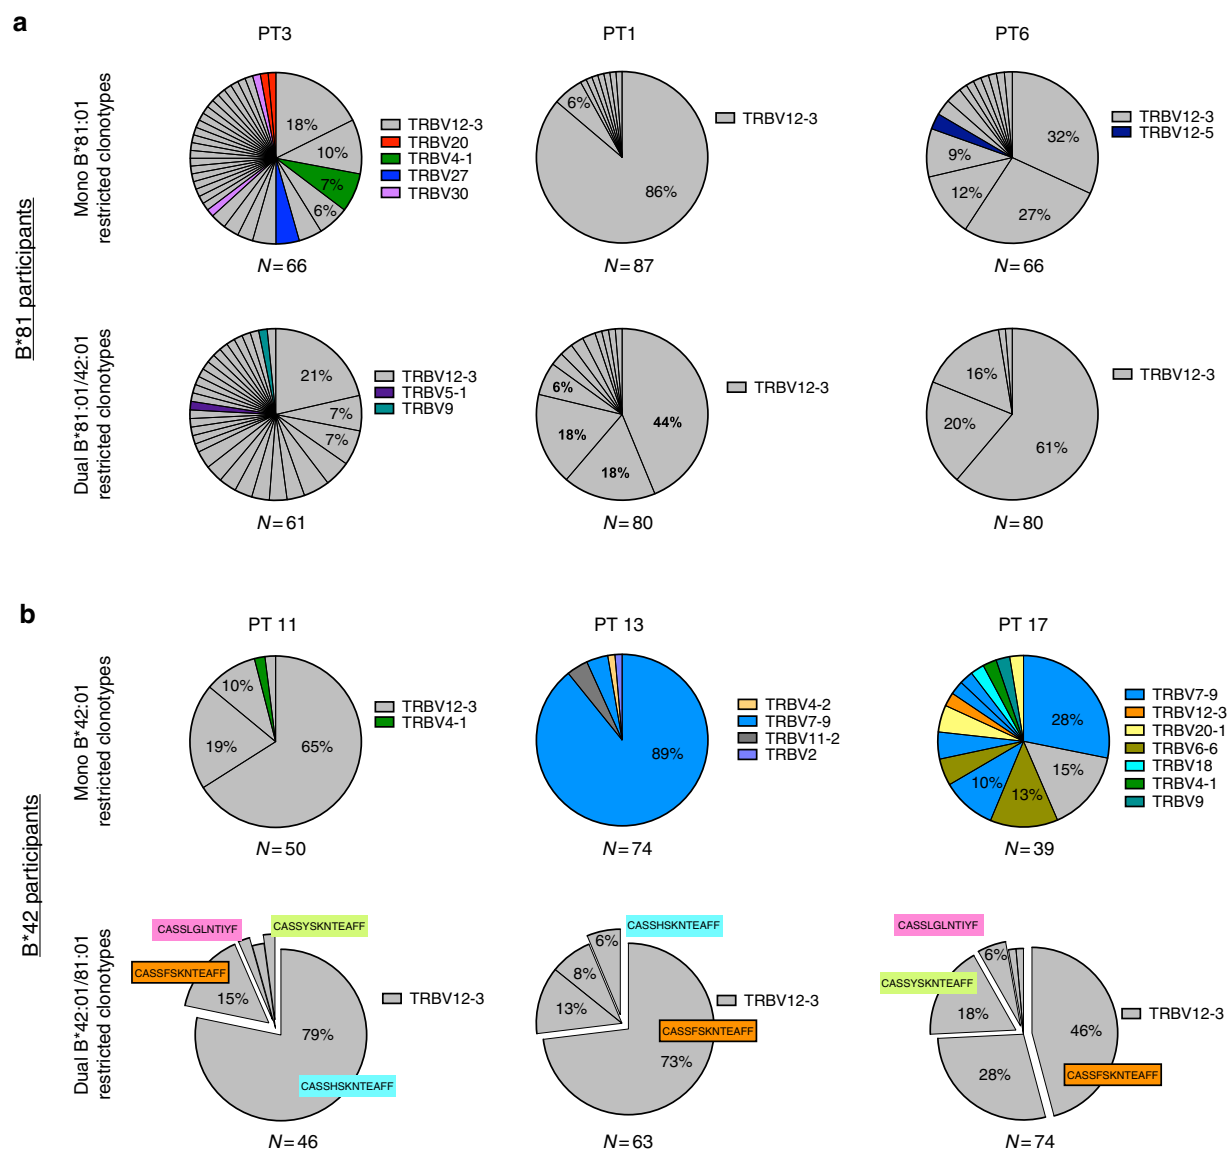 a
PT3
PT1
PT6
B*81 participants
Mono B*81:01
restricted clonotypes
18%
10%
7%
6%
TRBV12-3
TRBV20
TRBV4-1
TRBV27
TRBV30
N=66
6%
86%
TRBV12-3
N=87
32%
27%
12%
9%
TRBV12-3
TRBV12-5
N=66
Dual B*81:01/42:01
restricted clonotypes
21%
7%
7%
TRBV12-3
TRBV5-1
TRBV9
N=61
6%
44%
18%
18%
TRBV12-3
N=80
16%
20%
61%
TRBV12-3
N=80
b
PT 11
PT 13
PT 17
B*42 participants
Mono B*42:01
restricted clonotypes
10%
19%
65%
TRBV12-3
TRBV4-1
N=50
89%
TRBV4-2
TRBV7-9
TRBV11-2
TRBV2
N=74
28%
15%
13%
10%
TRBV7-9
TRBV12-3
TRBV20-1
TRBV6-6
TRBV18
TRBV4-1
TRBV9
N=39
Dual B*42:01/81:01
restricted clonotypes
CASSLGLNTIYF
CASSYSKNTEAFF
CASSFSKNTEAFF
15%
79%
CASSHSKNTEAFF
TRBV12-3
N=46
CASSHSKNTEAFF
6%
8%
13%
TRBV12-3
CASSFSKNTEAFF
73%
N=63
CASSLGLNTIYF
6%
CASSYSKNTEAFF
18%
46%
TRBV12-3
28%
CASSFSKNTEAFF
N=74